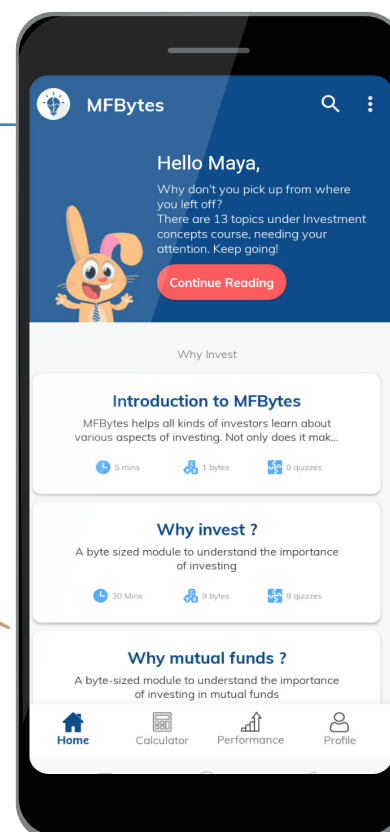 MFBytes
Hello Maya,
Why don't you pick up from where
you left off?
There are 13 topics under Investment
concepts course, needing your
attention. Keep going!
Continue Reading
Why Invest
Introduction to MFBytes
MFBytes helps all kinds of investors learn about
various aspects of investing. Not only does it mak...
5 mins
1 bytes
0 quizzes
Why invest ?
A byte sized module to understand the importance
of investing
30 Mins
9 bytes
8 quizzes
Why mutual funds ?
A byte-sized module to understand the importance
of investing in mutual funds
Home
Calculator
Performance
Profile